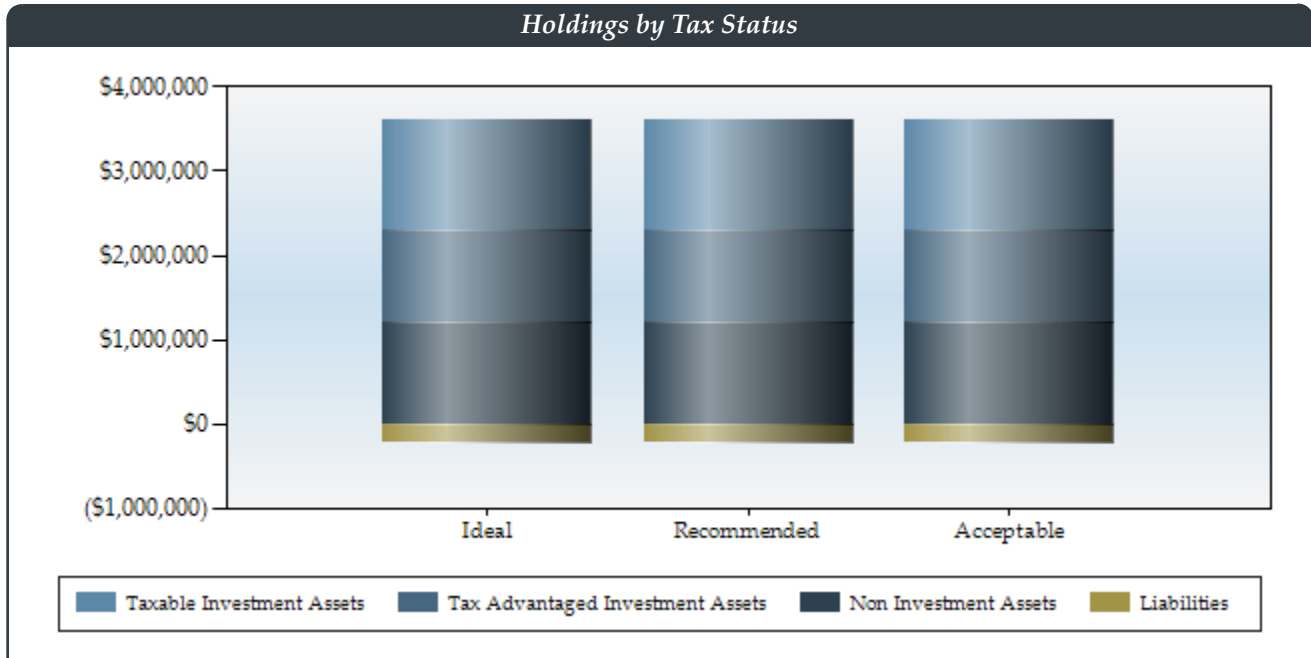 Holdings by Tax Status
$4,000,000
$3,000,000
$2,000,000
$1,000,000
$0
($1,000,000)
Ideal Recommended Acceptable
Taxable Investment Assets Tax Advantaged Investment Assets Non Investment Assets Liabilities